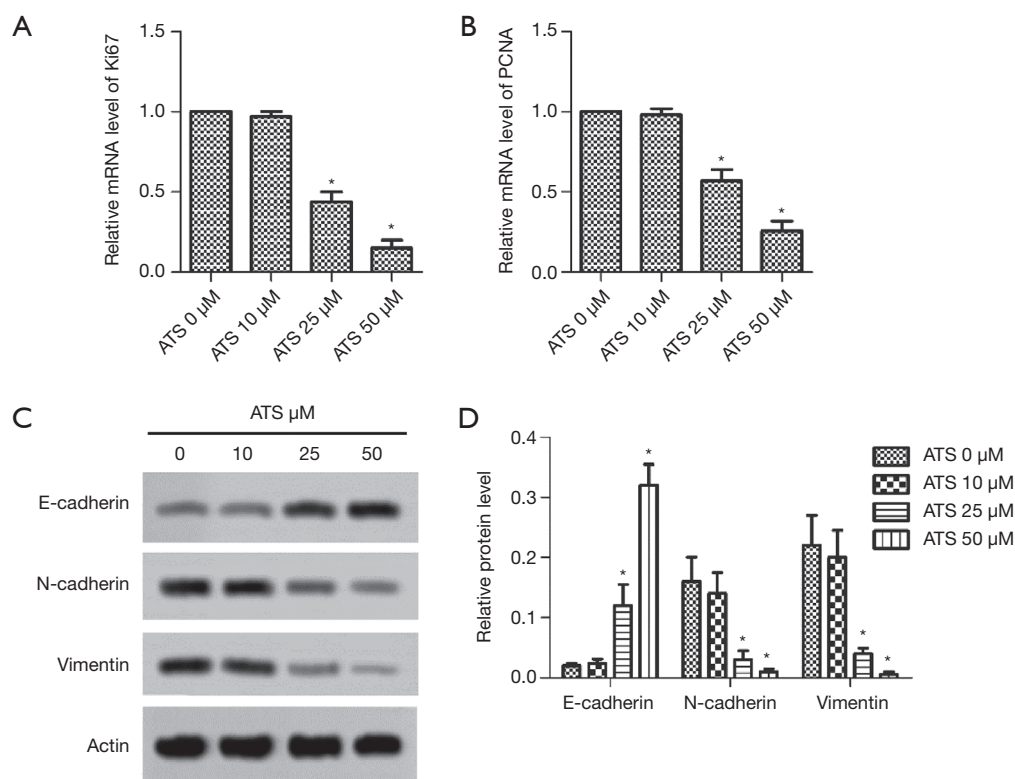 A
Relative mRNA level of Ki67
1.5
1.0
0.5
0.0
*
*
ATS 0 µM
ATS 10 µM
ATS 25 µM
ATS 50 µM
B
Relative mRNA level of PCNA
1.5
1.0
0.5
0.0
*
*
ATS 0 µM
ATS 10 µM
ATS 25 µM
ATS 50 µM
C
ATS µM
0 10 25 50
E-cadherin
N-cadherin
Vimentin
Actin
D
Relative protein level
0.4
0.3
0.2
0.1
0.0
*
*
*
*
*
*
E-cadherin N-cadherin Vimentin
ATS 0 µM
ATS 10 µM
ATS 25 µM
ATS 50 µM